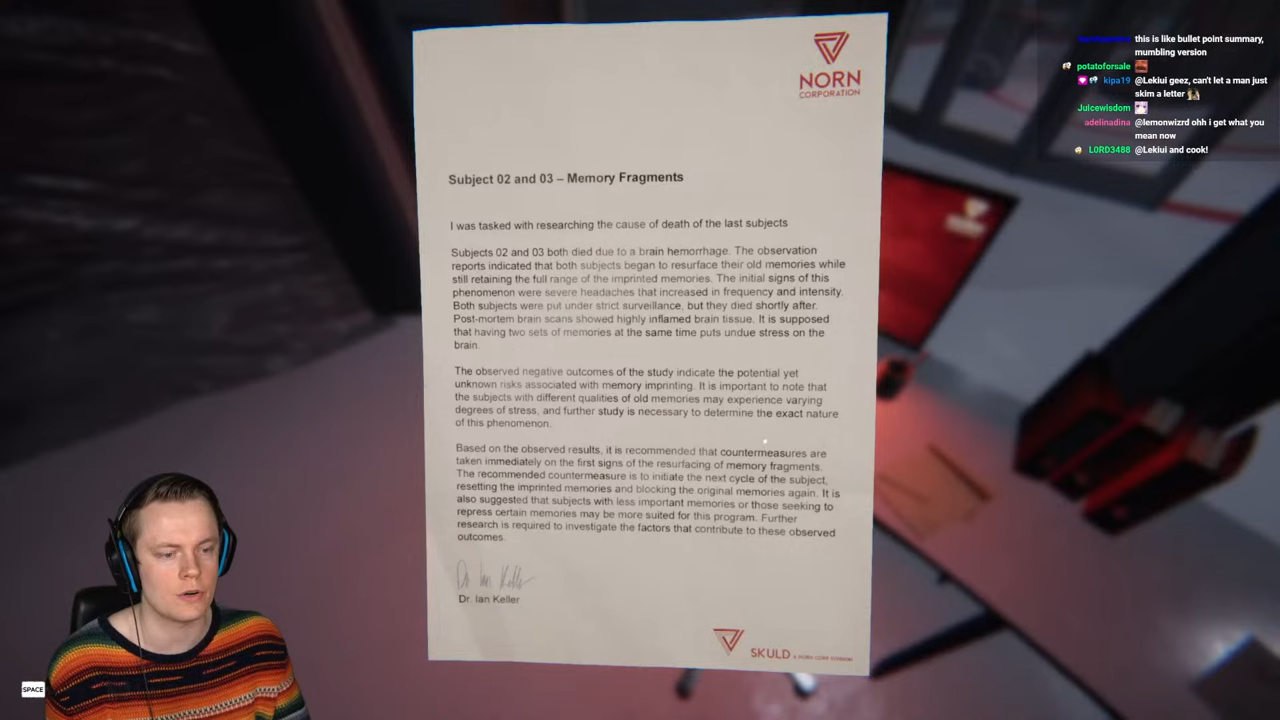 NORN
CORPORATION
Subject 02 and 03 – Memory Fragments
I was tasked with researching the cause of death of the last subjects
Subjects 02 and 03 both died due to a brain hemorrhage. The observation
reports indicated that both subjects began to resurface their old memories while
still retaining the full range of the imprinted memories. The initial signs of this
phenomenon were severe headaches that increased in frequency and intensity.
Both subjects were put under strict surveillance, but they died shortly after.
Post-mortem brain scans showed highly inflamed brain tissue. It is supposed
that having two sets of memories at the same time puts undue stress on the
brain.
The observed negative outcomes of the study indicate the potential yet
unknown risks associated with memory imprinting. It is important to note that
the subjects with different qualities of old memories may experience varying
degrees of stress, and further study is necessary to determine the exact nature
of this phenomenon.
Based on the observed results, it is recommended that countermeasures are
taken immediately on the first signs of the resurfacing of memory fragments.
The recommended countermeasure is to initiate the next cycle of the subject,
resetting the imprinted memories and blocking the original memories again. It is
also suggested that subjects with less important memories or those seeking to
repress certain memories may be more suited for this program. Further
research is required to investigate the factors that contribute to these observed
outcomes.
Dr Ian Keller
Dr. Ian Keller
SKULD A NORN CORP DIVISION
this is like bullet point summary,
mumbling version
potatoforsale
kipa19 @Lekiui geez, can't let a man just
skim a letter
Juicewisdom
adelinadina @lemonwizrd ohh i get what you
mean now
L0RD3488 @Lekiui and cook!
SPACE